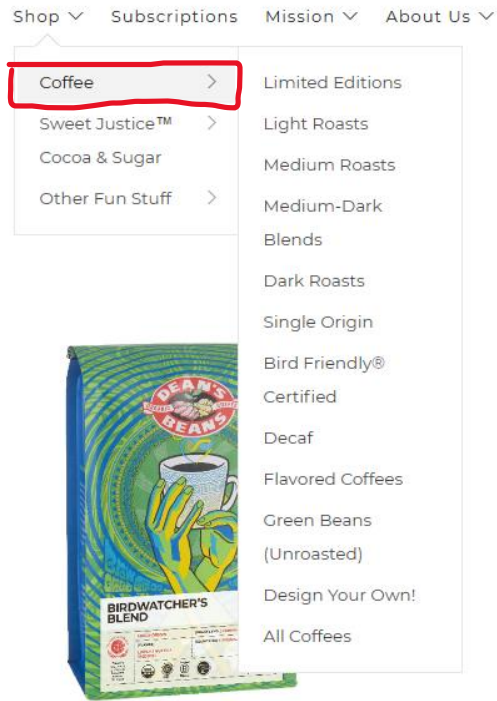 Shop Subscriptions Mission About Us
Coffee
Sweet Justice™
Cocoa & Sugar
Other Fun Stuff
Limited Editions
Light Roasts
Medium Roasts
Medium-Dark
Blends
Dark Roasts
Single Origin
Bird Friendly®
Certified
Decaf
Flavored Coffees
Green Beans
(Unroasted)
Design Your Own!
All Coffees
DEAN'S
BEANS
BIRDWATCHER'S
BLEND